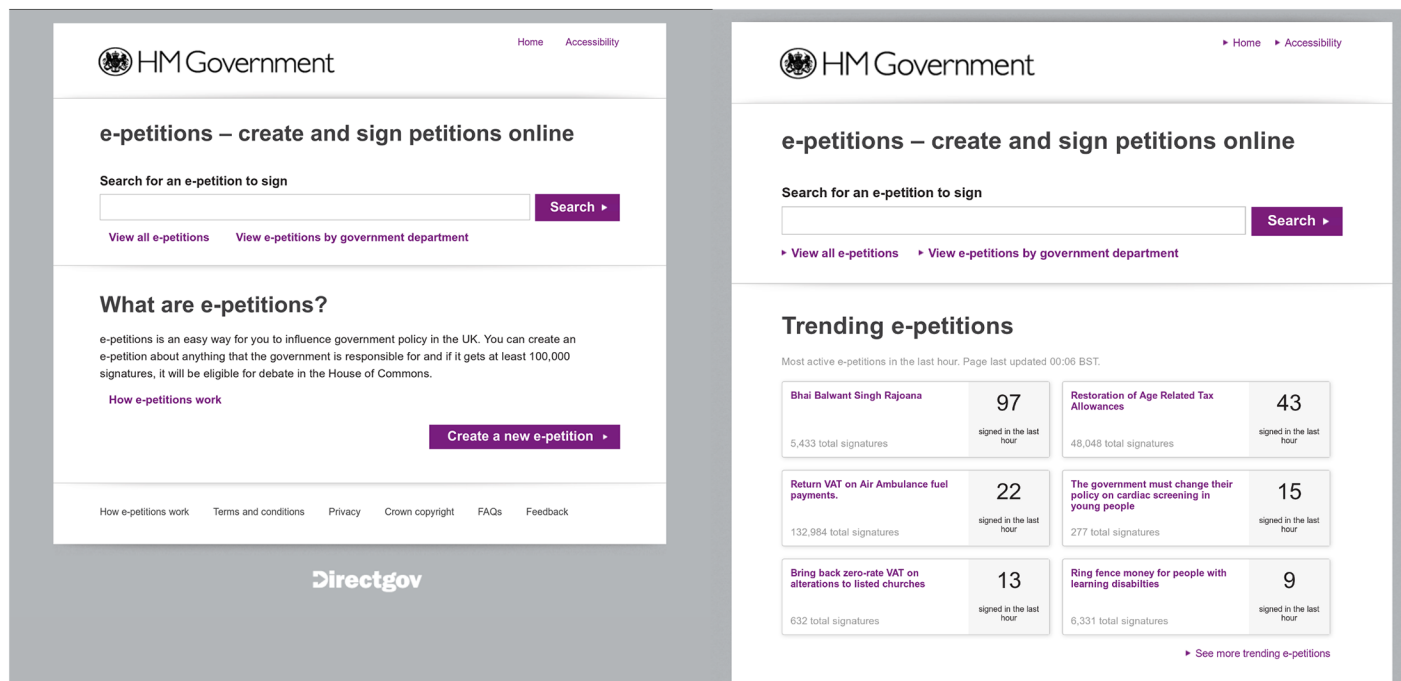 Home Accessibility
HM Government
e-petitions – create and sign petitions online
Search for an e-petition to sign
Search
View all e-petitions View e-petitions by government department
What are e-petitions?
e-petitions is an easy way for you to influence government policy in the UK. You can create an
e-petition about anything that the government is responsible for and if it gets at least 100,000
signatures, it will be eligible for debate in the House of Commons.
How e-petitions work
Create a new e-petition
How e-petitions work Terms and conditions Privacy Crown copyright FAQs Feedback
Directgov
Home Accessibility
HM Government
e-petitions – create and sign petitions online
Search for an e-petition to sign
Search
View all e-petitions View e-petitions by government department
Trending e-petitions
Most active e-petitions in the last hour. Page last updated 00:06 BST.
Bhai Balwant Singh Rajoana
5,433 total signatures
97
signed in the last
hour
Restoration of Age Related Tax
Allowances
48,048 total signatures
43
signed in the last
hour
Return VAT on Air Ambulance fuel
payments.
132,984 total signatures
22
signed in the last
hour
The government must change their
policy on cardiac screening in
young people
277 total signatures
15
signed in the last
hour
Bring back zero-rate VAT on
alterations to listed churches
632 total signatures
13
signed in the last
hour
Ring fence money for people with
learning disabilties
6,331 total signatures
9
signed in the last
hour
See more trending e-petitions